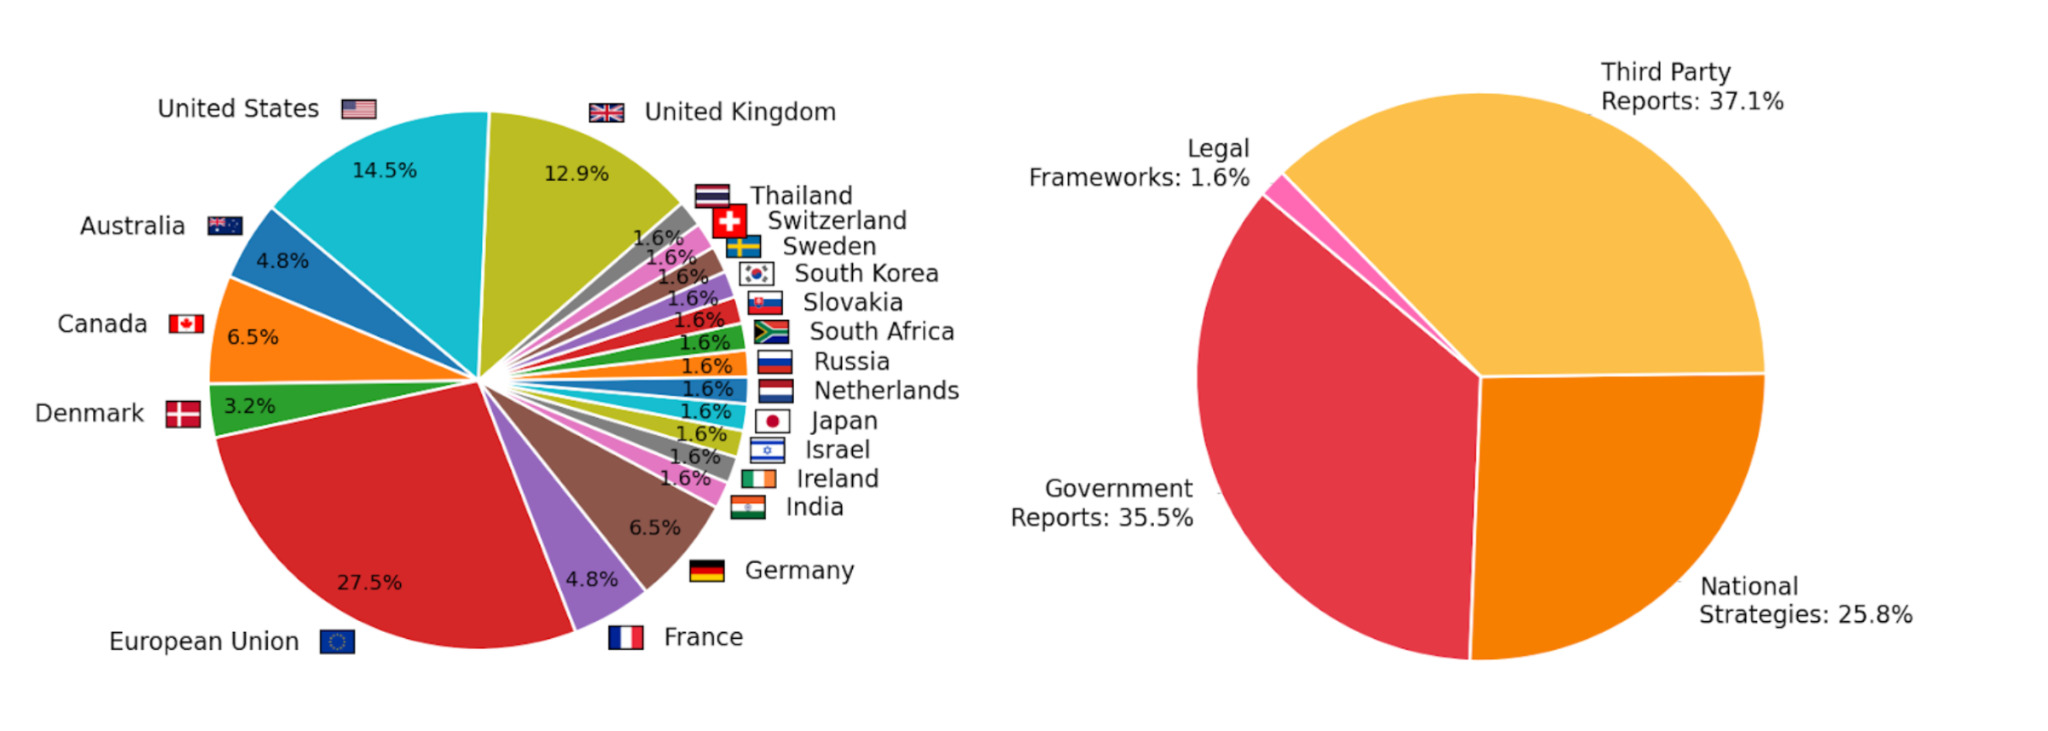 United States
14.5%
United Kingdom
12.9%
Thailand
1.6%
Switzerland
1.6%
Sweden
1.6%
South Korea
1.6%
Slovakia
1.6%
South Africa
1.6%
Russia
1.6%
Netherlands
1.6%
Japan
1.6%
Israel
1.6%
Ireland
1.6%
India
1.6%
Germany
6.5%
France
4.8%
European Union
27.5%
Denmark
3.2%
Canada
6.5%
Australia
4.8%
Third Party
Reports: 37.1%
Legal
Frameworks: 1.6%
Government
Reports: 35.5%
National
Strategies: 25.8%